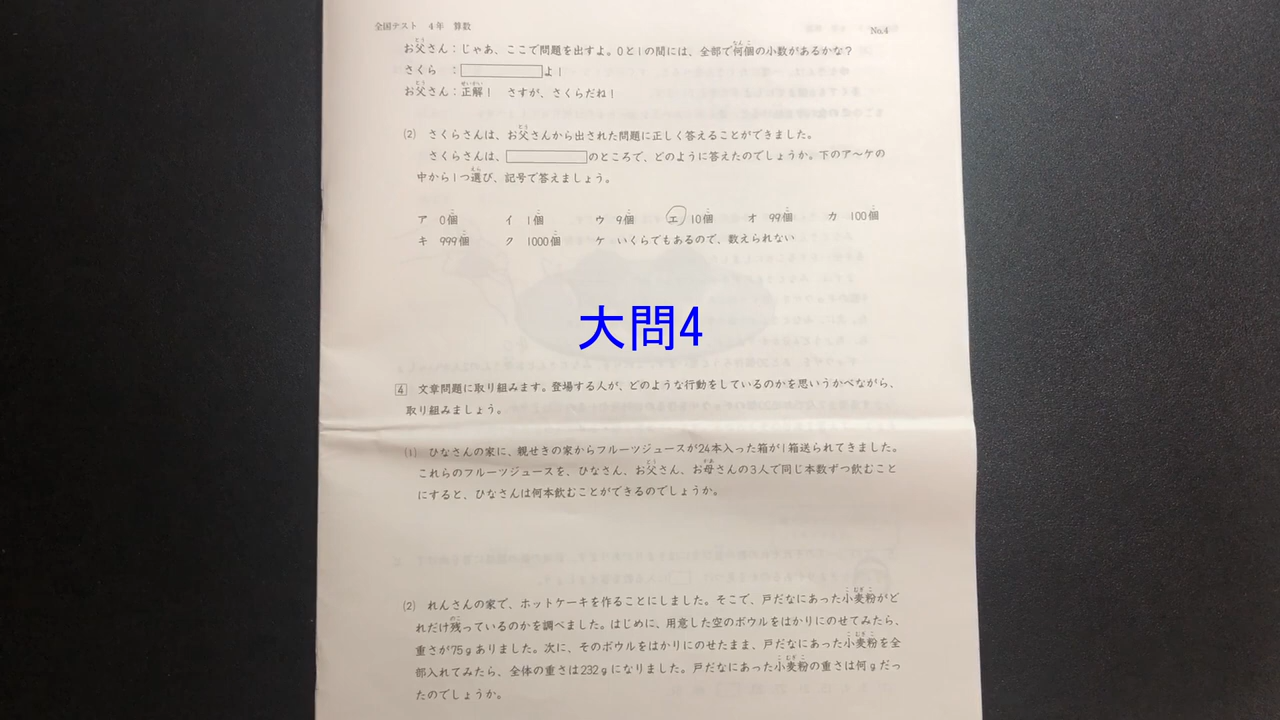 全国テスト 4年 算数
No.4
お父さん：じゃあ、ここで問題を出すよ。0と1の間には、全部で何個の小数があるかな？
さくら ：　　　　　よ！
お父さん：正解！ さすが、さくらだね！
(2) さくらさんは、お父さんから出された問題に正しく答えることができました。
さくらさんは、　　　　　のところで、どのように答えたのでしょうか。下のア〜ケの
中から1つ選び、記号で答えましょう。
ア 0個 イ 1個 ウ 9個 エ 10個 オ 99個 カ 100個
キ 999個 ク 1000個 ケ いくらでもあるので、数えられない
大問4
4 文章問題に取り組みます。登場する人が、どのような行動をしているのかを思いうかべながら、
取り組みましょう。
(1) ひなさんの家に、親せきの家からフルーツジュースが24本入った箱が1箱送られてきました。
これらのフルーツジュースを、ひなさん、お父さん、お母さんの3人で同じ本数ずつ飲むこと
にすると、ひなさんは何本飲むことができるのでしょうか。
(2) れんさんの家で、ホットケーキを作ることにしました。そこで、戸だなにあった小麦粉がど
れだけ残っているのかを調べました。はじめに、用意した空のボウルをはかりにのせてみたら、
重さが75gありました。次に、そのボウルをはかりにのせたまま、戸だなにあった小麦粉を全
部入れてみたら、全体の重さは232gになりました。戸だなにあった小麦粉の重さは何gだっ
たのでしょうか。